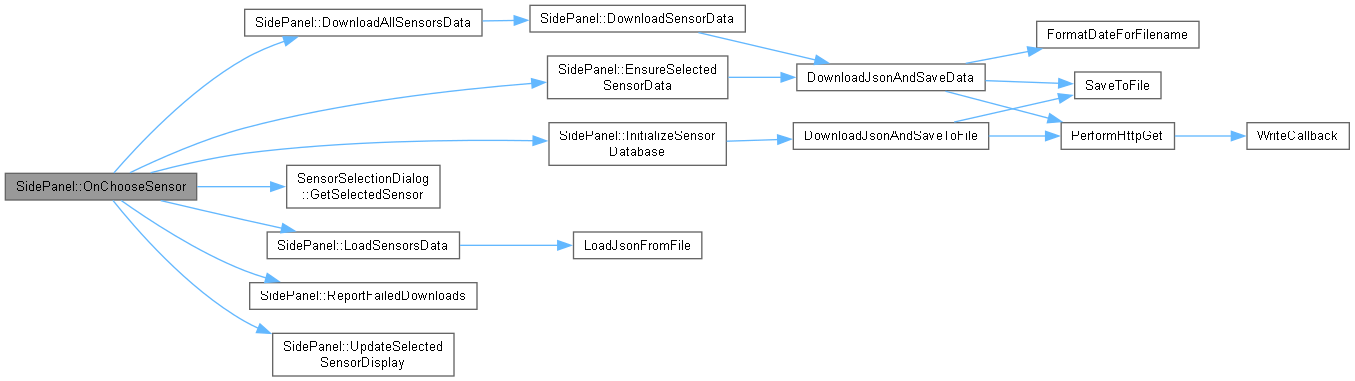 SidePanel::OnChooseSensor
SidePanel::DownloadAllSensorsData
SidePanel::DownloadSensorData
SidePanel::EnsureSelected
SensorData
SidePanel::InitializeSensor
Database
SensorSelectionDialog
::GetSelectedSensor
SidePanel::LoadSensorsData
SidePanel::ReportFailedDownloads
SidePanel::UpdateSelected
SensorDisplay
DownloadJsonAndSaveData
DownloadJsonAndSaveToFile
LoadJsonFromFile
FormatDateForFilename
SaveToFile
PerformHttpGet
WriteCallback